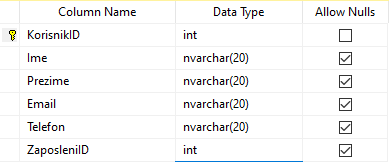 Column Name Data Type Allow Nulls
KorisnikID int
Ime nvarchar(20)
Prezime nvarchar(20)
Email nvarchar(20)
Telefon nvarchar(20)
ZaposleniID int